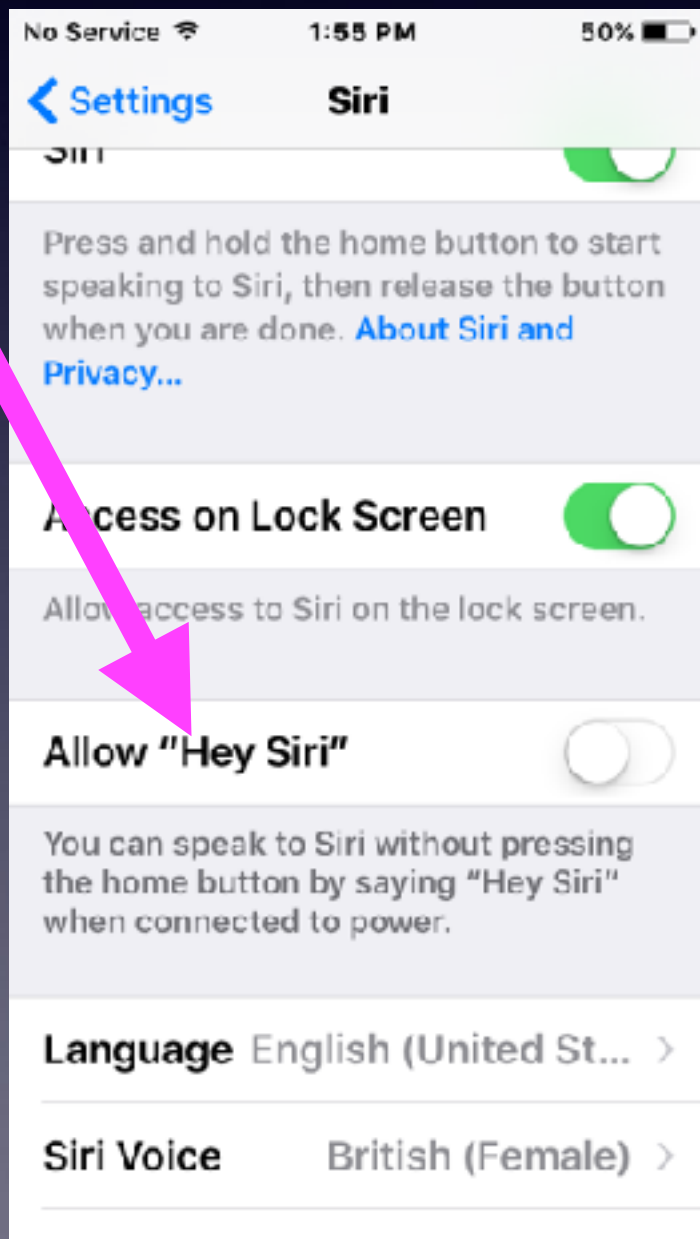 No Service 1:55 PM 50%
Settings Siri
Siri
Press and hold the home button to start
speaking to Siri, then release the button
when you are done. About Siri and
Privacy...
Access on Lock Screen
Allow access to Siri on the lock screen.
Allow “Hey Siri”
You can speak to Siri without pressing
the home button by saying “Hey Siri”
when connected to power.
Language English (United St...
Siri Voice British (Female)